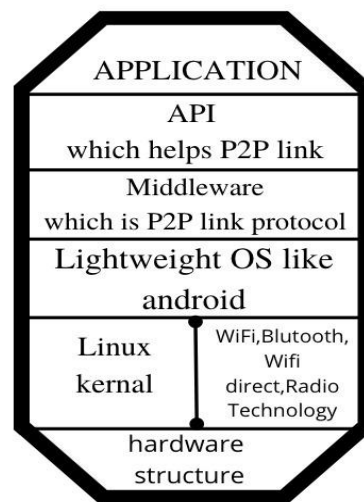 APPLICATION
API
which helps P2P link
Middleware
which is P2P link protocol
Lightweight OS like
android
Linux
kernal
WiFi,Blutooth,
Wifi
direct,Radio
Technology
hardware
structure